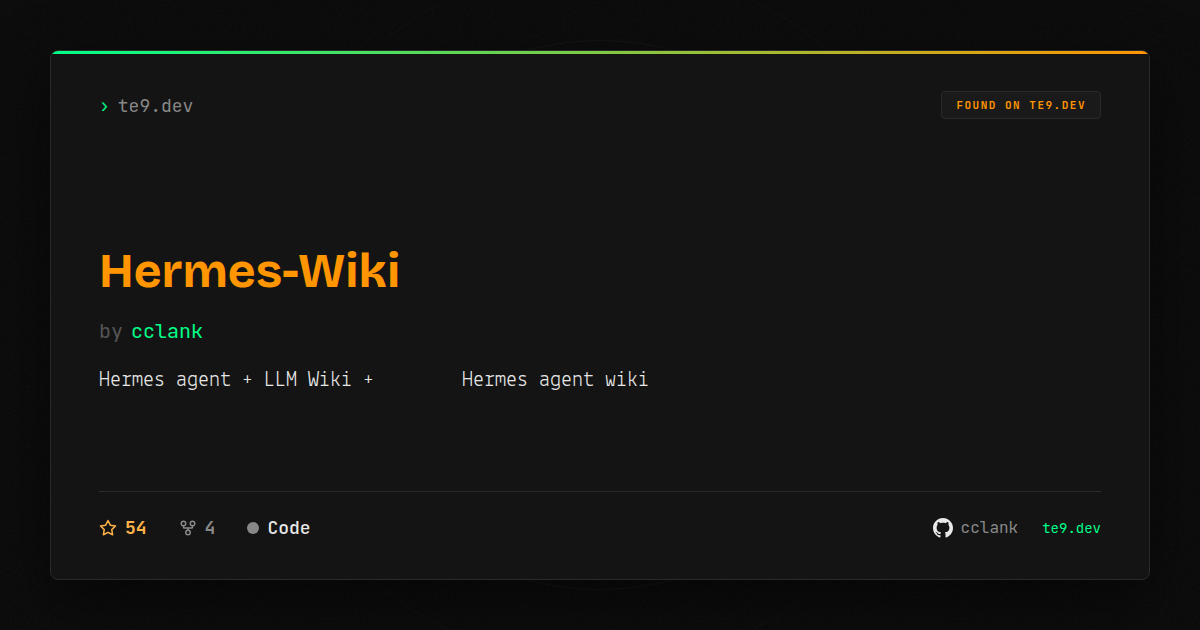 › te9.dev
FOUND ON TE9.DEV
Hermes-Wiki
by cclank
Hermes agent + LLM Wiki + Hermes agent wiki
54 4 Code
cclank te9.dev